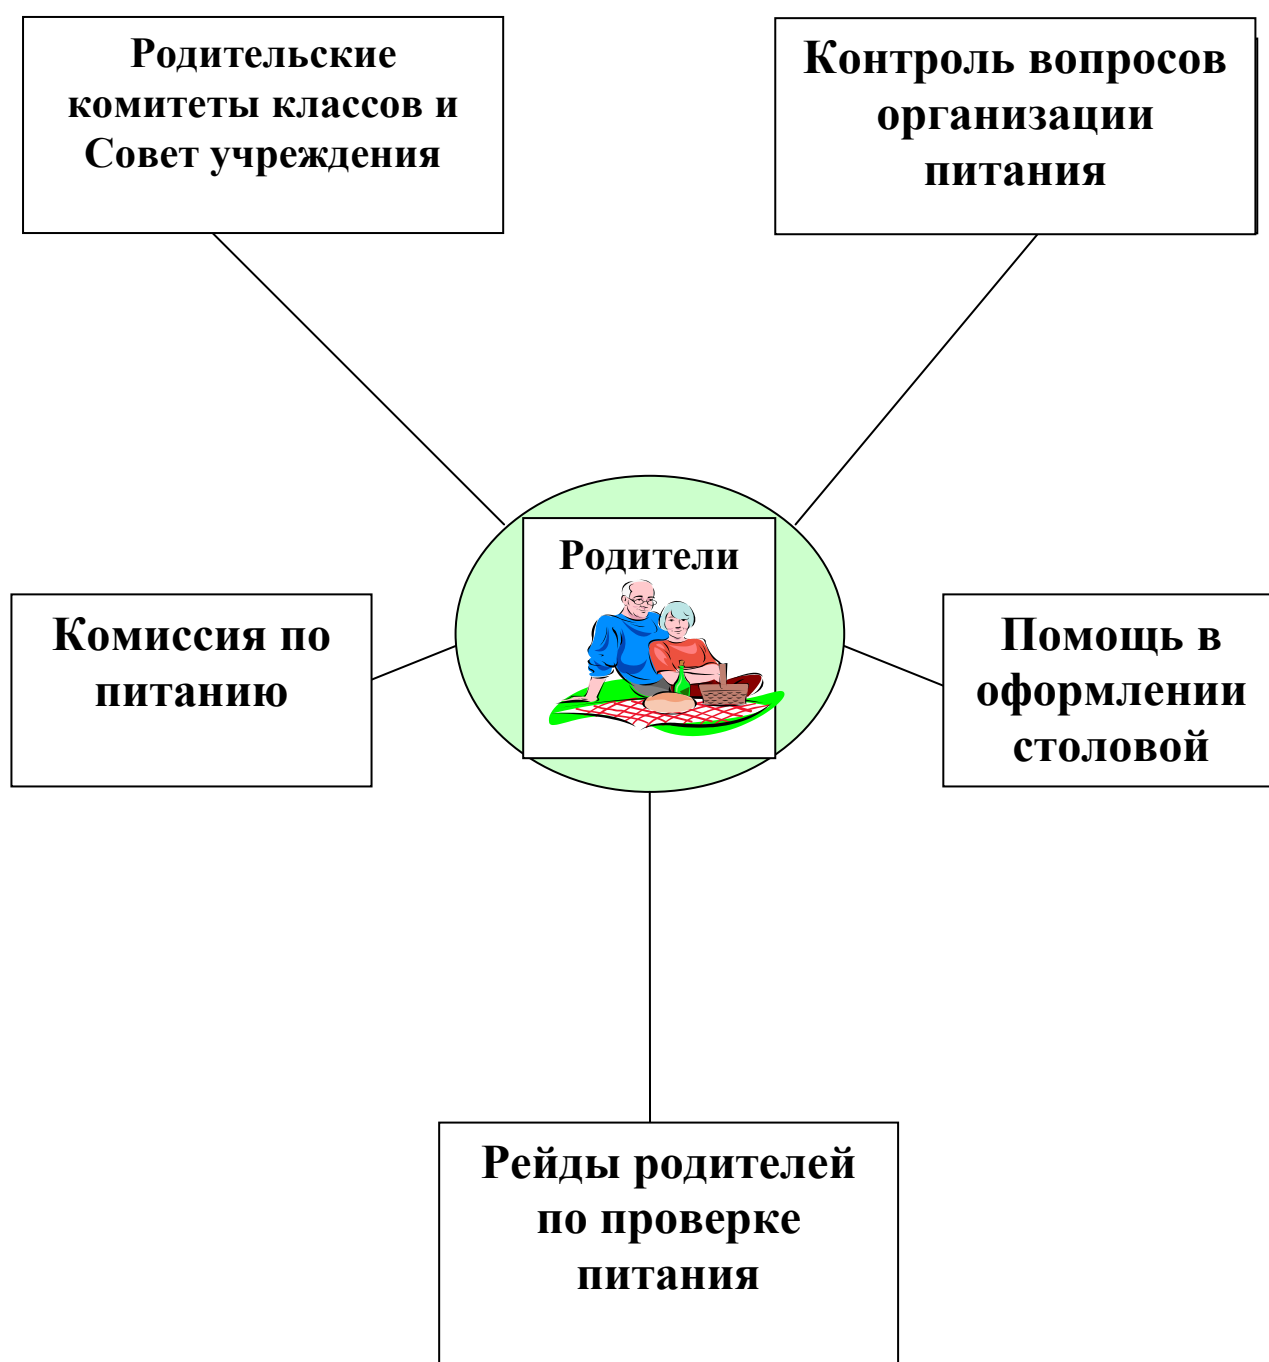 Родительские
комитеты классов и
Совет учреждения
Контроль вопросов
организации
питания
Родители
Комиссия по
питанию
Помощь в
оформлении
столовой
Рейды родителей
по проверке
питания